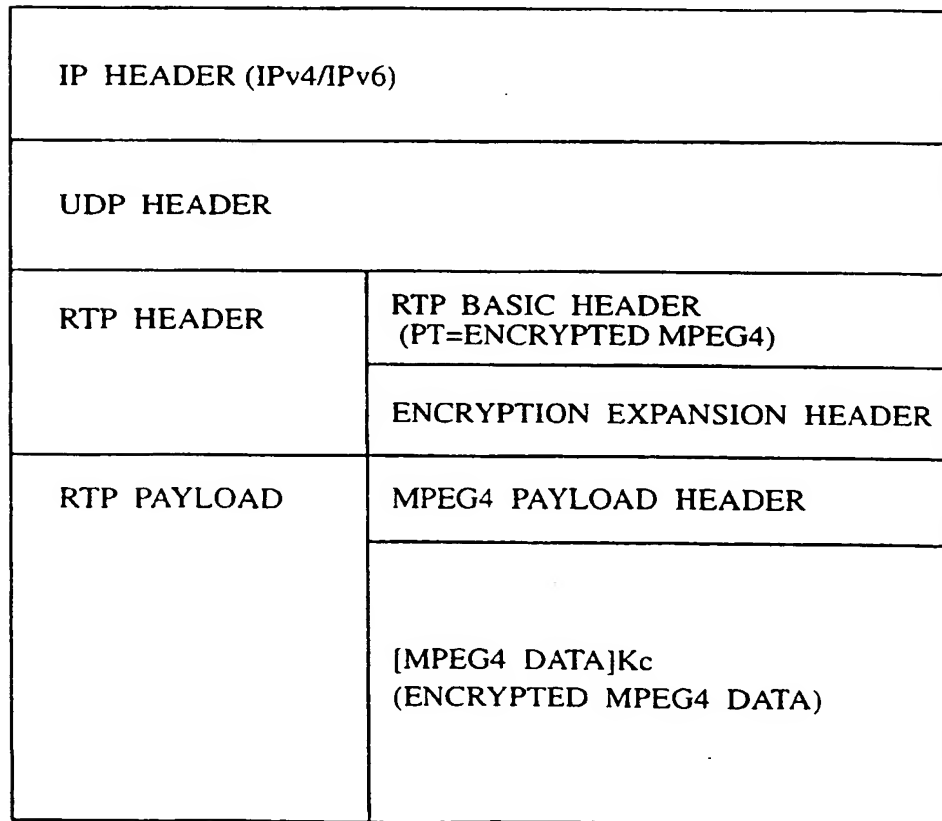 IP HEADER (IPv4/IPv6)
UDP HEADER
RTP HEADER
RTP BASIC HEADER
(PT=ENCRYPTED MPEG4)
ENCRYPTION EXPANSION HEADER
RTP PAYLOAD
MPEG4 PAYLOAD HEADER
[MPEG4 DATA]Kc
(ENCRYPTED MPEG4 DATA)